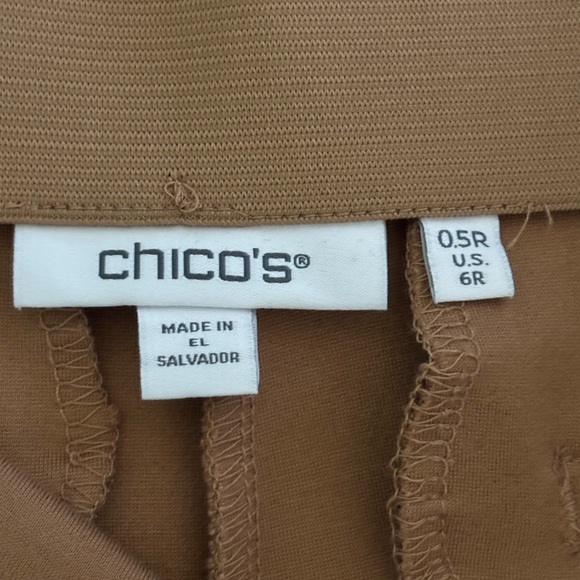 chico's®
0.5R
U.S.
6R
MADE IN
EL
SALVADOR